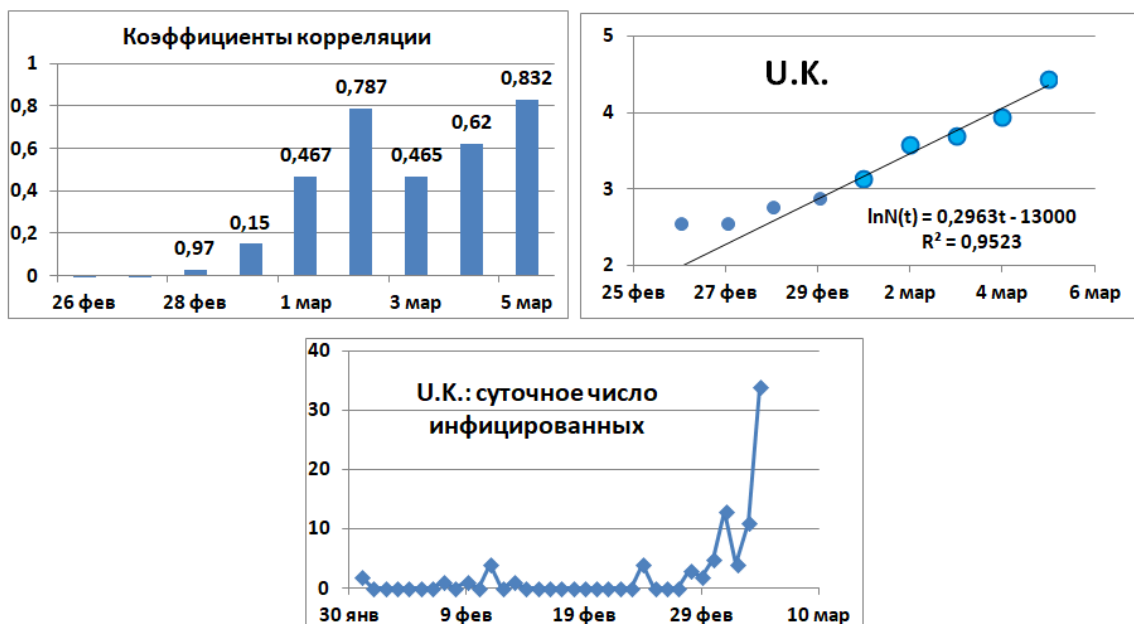 Коэффициенты корреляции
1
0,8
0,6
0,4
0,2
0
0,97
0,15
0,467
0,787
0,465
0,62
0,832
26 фев 28 фев 1 мар 3 мар 5 мар
U.K.
5
4
3
2
lnN(t) = 0,2963t - 13000
R² = 0,9523
25 фев 27 фев 29 фев 2 мар 4 мар 6 мар
U.K.: суточное число
инфицированных
40
30
20
10
0
30 янв 9 фев 19 фев 29 фев 10 мар